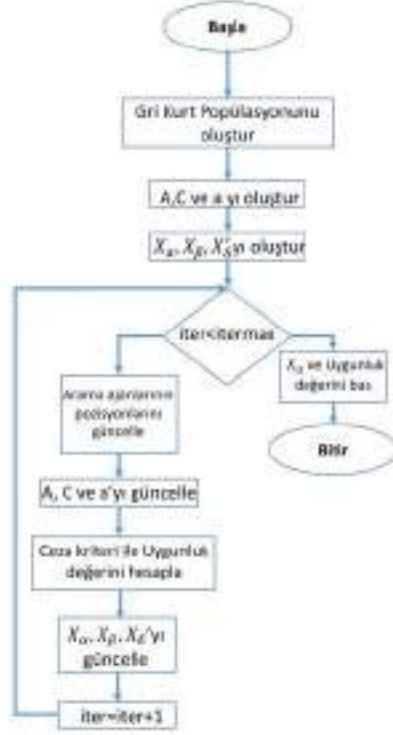 Başla
Gri Kurt Popülasyonunu
oluştur
A,C ve a yı oluştur
Xα, Xβ, Xδ'yı oluştur
iter<itermax
Arama ajanlarının
pozisyonlarını
güncelle
Xα ve Uygunluk
değerini bas
Bitir
A, C ve a'yı güncelle
Ceza kriteri ile Uygunluk
değerini hesapla
Xα, Xβ, Xδ'yı
güncelle
iter=iter+1